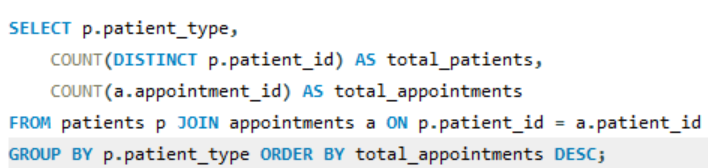 SELECT p.patient_type,
COUNT(DISTINCT p.patient_id) AS total_patients,
COUNT(a.appointment_id) AS total_appointments
FROM patients p JOIN appointments a ON p.patient_id = a.patient_id
GROUP BY p.patient_type ORDER BY total_appointments DESC;